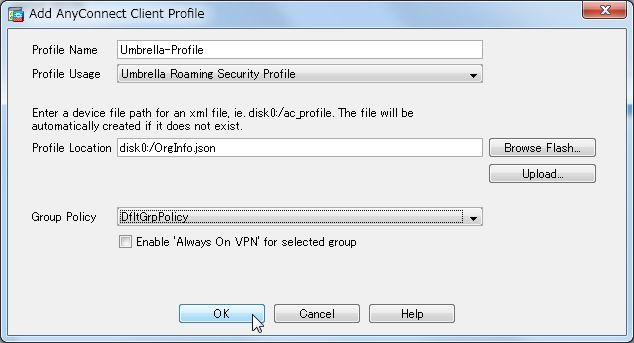 Add AnyConnect Client Profile
Profile Name Umbrella-Profile
Profile Usage Umbrella Roaming Security Profile
Enter a device file path for an xml file, ie. disk0:/ac_profile. The file will be
automatically created if it does not exist.
Profile Location disk0:/OrgInfo.json Browse Flash...
Upload...
Group Policy DfltGrpPolicy
Enable 'Always On VPN' for selected group
OK Cancel Help